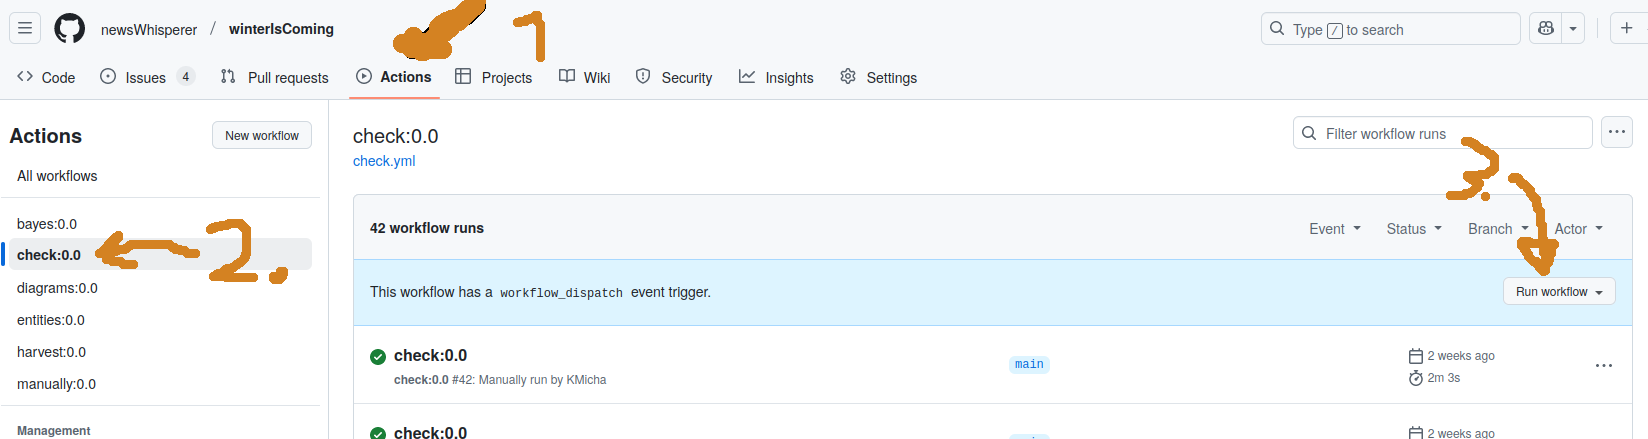 newsWhisperer / winterIsComing
1
Type / to search
Code
Issues 4
Pull requests
Actions
Projects
Wiki
Security
Insights
Settings
Actions
New workflow
All workflows
bayes:0.0
check:0.0
2.
diagrams:0.0
entities:0.0
harvest:0.0
manually:0.0
Management
check:0.0
check.yml
Filter workflow runs
3.
42 workflow runs
Event
Status
Branch
Actor
This workflow has a workflow_dispatch event trigger.
Run workflow
check:0.0
main
2 weeks ago
check:0.0 #42: Manually run by KMicha
2m 3s
check:0.0
2 weeks ago